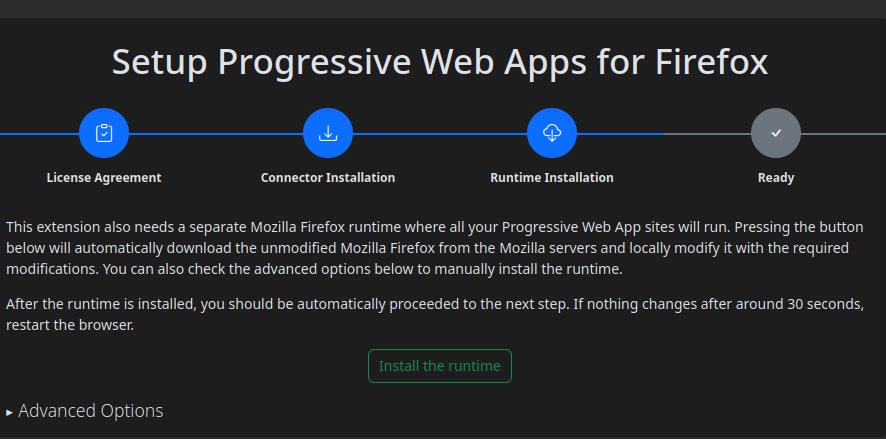 Setup Progressive Web Apps for Firefox
License Agreement
Connector Installation
Runtime Installation
Ready
This extension also needs a separate Mozilla Firefox runtime where all your Progressive Web App sites will run. Pressing the button
below will automatically download the unmodified Mozilla Firefox from the Mozilla servers and locally modify it with the required
modifications. You can also check the advanced options below to manually install the runtime.
After the runtime is installed, you should be automatically proceeded to the next step. If nothing changes after around 30 seconds,
restart the browser.
Install the runtime
▸ Advanced Options